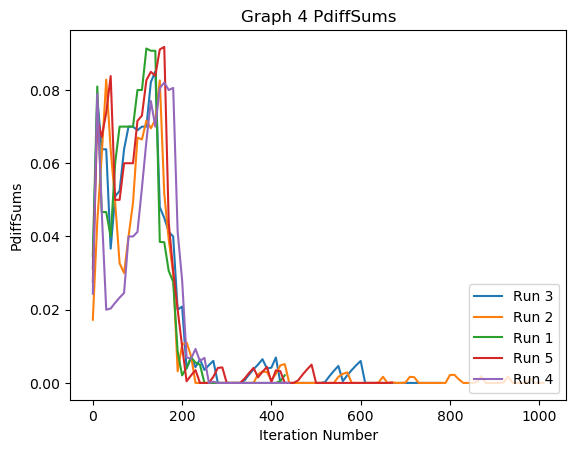 Graph 4 PdiffSums
PdiffSums
0.08
0.06
0.04
0.02
0.00
0
200
400
600
800
1000
Iteration Number
Run 3
Run 2
Run 1
Run 5
Run 4